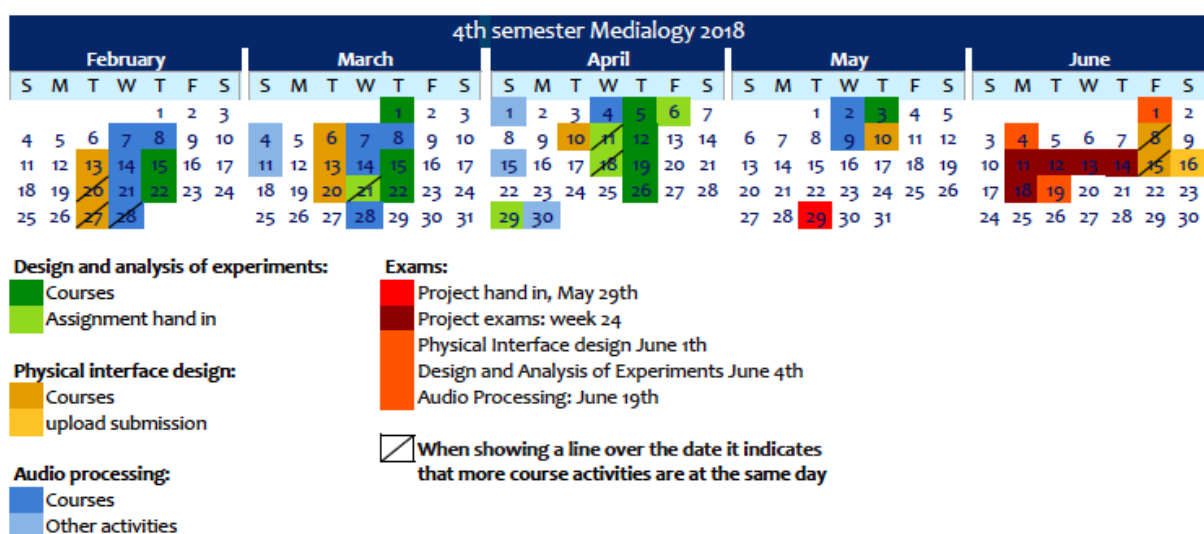 4th semester Medialogy 2018
February March April May June
S M T W T F S S M T W T F S S M T W T F S S M T W T F S S M T W T F S
1 2 3 1 2 3 1 2 3 4 5 6 7 1 2 3 4 5 1 2
4 5 6 7 8 9 10 4 5 6 7 8 9 10 8 9 10 11 12 13 14 6 7 8 9 10 11 12 3 4 5 6 7 8 9
11 12 13 14 15 16 17 11 12 13 14 15 16 17 15 16 17 18 19 20 21 13 14 15 16 17 18 19 10 11 12 13 14 15 16
18 19 20 21 22 23 24 18 19 20 21 22 23 24 22 23 24 25 26 27 28 20 21 22 23 24 25 26 17 18 19 20 21 22 23
25 26 27 28 25 26 27 28 29 30 31 29 30 27 28 29 30 31 24 25 26 27 28 29 30
Design and analysis of experiments:
Courses
Assignment hand in
Physical interface design:
Courses
upload submission
Audio processing:
Courses
Other activities
Exams:
Project hand in, May 29th
Project exams: week 24
Physical Interface design June 1th
Design and Analysis of Experiments June 4th
Audio Processing: June 19th
When showing a line over the date it indicates
that more course activities are at the same day